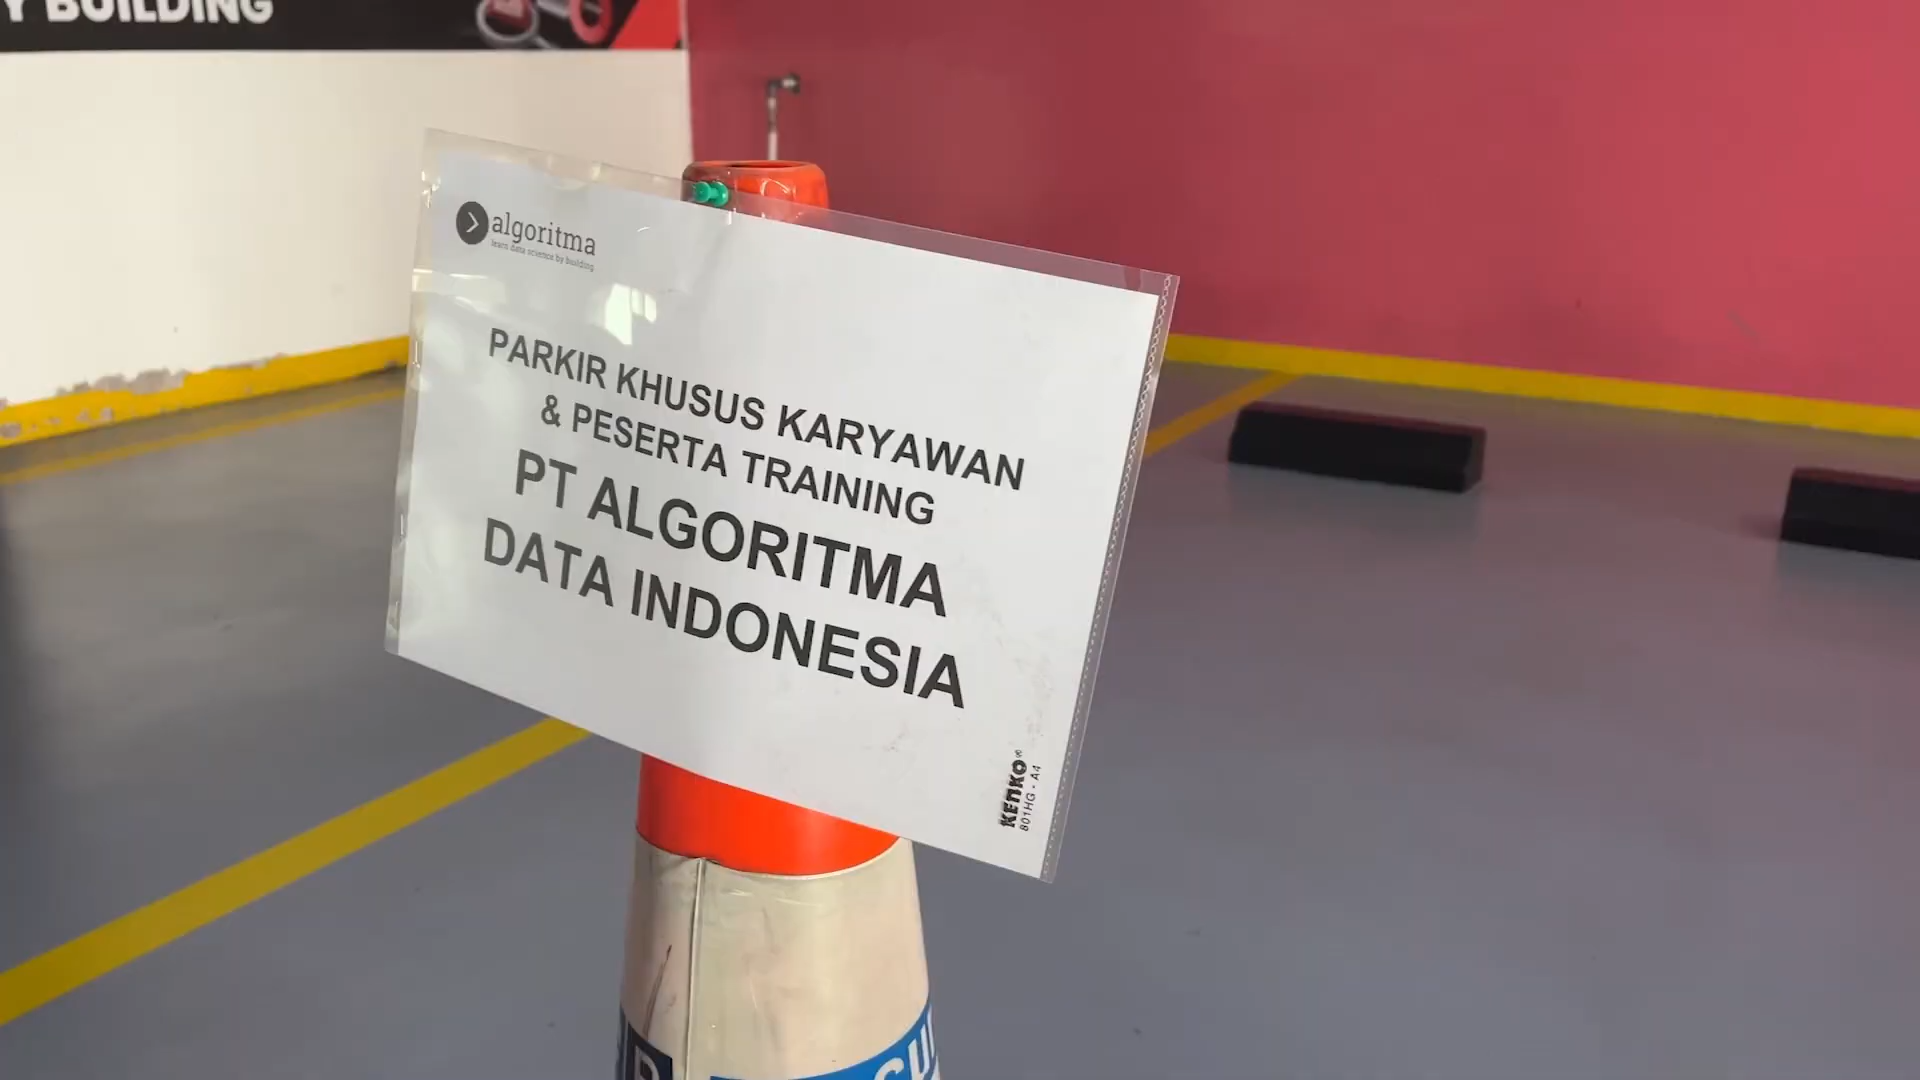 Y BUILDING
algoritma
learn data science by building
PARKIR KHUSUS KARYAWAN
& PESERTA TRAINING
PT ALGORITMA
DATA INDONESIA
KENKO®
801HG - A4